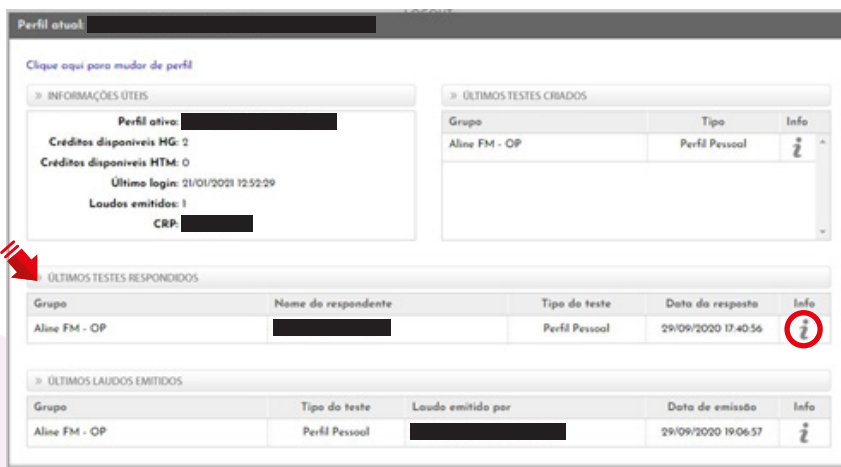 LOGOUT
Perfil atual:
Clique aqui para mudar de perfil
» INFORMAÇÕES ÚTEIS
Perfil ativo:
Créditos disponíveis HG: 2
Créditos disponíveis HTM: 0
Último login: 21/01/2021 12:52:29
Laudos emitidos: 1
CRP:
» ÚLTIMOS TESTES CRIADOS
Grupo Tipo Info
Aline FM - OP Perfil Pessoal i
» ÚLTIMOS TESTES RESPONDIDOS
Grupo Nome do respondente Tipo do teste Data da resposta Info
Aline FM - OP Perfil Pessoal 29/09/2020 17:40:56 i
» ÚLTIMOS LAUDOS EMITIDOS
Grupo Tipo do teste Laudo emitido por Data de emissão Info
Aline FM - OP Perfil Pessoal 29/09/2020 19:06:57 i